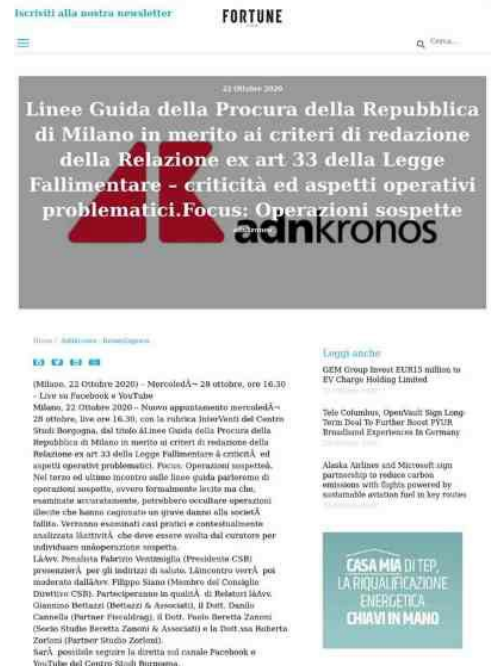 Iscriviti alla nostra newsletter
FORTUNE
Cerca...
22 Ottobre 2020
Linee Guida della Procura della Repubblica
di Milano in merito ai criteri di redazione
della Relazione ex art 33 della Legge
Fallimentare – criticità ed aspetti operativi
problematici.Focus: Operazioni sospette
adnkronos
adnkronos
Home / Adnkronos - Immediapress
(Milano, 22 Ottobre 2020) – MercoledÃ¬ 28 ottobre, ore 16.30
– Live su Facebook e YouTube
Milano, 22 Ottobre 2020 – Nuovo appuntamento mercoledÃ¬
28 ottobre, live ore 16.30, con la rubrica InterVenti del Centro
Studi Borgogna, dal titolo âLinee Guida della Procura della
Repubblica di Milano in merito ai criteri di redazione della
Relazione ex art 33 della Legge Fallimentare â criticitÃ ed
aspetti operativi problematici. Focus: Operazioni sospetteâ.
Nel terzo ed ultimo incontro sulle linee guida parleremo di
operazioni sospette, ovvero formalmente lecite ma che,
esaminate accuratamente, potrebbero occultare operazioni
illecite che hanno cagionato un grave danno alla societÃ
fallita. Verranno esaminati casi pratici e contestualmente
analizzata lâattivitÃ che deve essere svolta dal curatore per
individuare unâoperazione sospetta.
LâAvv. Penalista Fabrizio Ventimiglia (Presidente CSB)
presenzierÃ per gli indirizzi di saluto. Lâincontro verrÃ poi
moderato dallâAvv. Filippo Siano (Membro del Consiglio
Direttivo CSB). Parteciperanno in qualitÃ di Relatori lâAvv.
Giannino Bettazzi (Bettazzi & Associati), il Dott. Danilo
Cannella (Partner Fiscaldrag), il Dott. Paolo Beretta Zanoni
(Socio Studio Beretta Zanoni & Associati) e la Dott.ssa Roberta
Zorloni (Partner Studio Zorloni).
SarÃ possibile seguire la diretta sul canale Facebook e
YouTube del Centro Studi Borgogna.
Leggi anche
GEM Group Invest EUR15 million to
EV Charge Holding Limited
Tele Columbus, OpenVault Sign Long-
Term Deal To Further Boost PYUR
Broadband Experiences In Germany
Alaska Airlines and Microsoft sign
partnership to reduce carbon
emissions with flights powered by
sustainable aviation fuel in key routes
CASA MIA DI TEP,
LA RIQUALIFICAZIONE
ENERGETICA
CHIAVI IN MANO